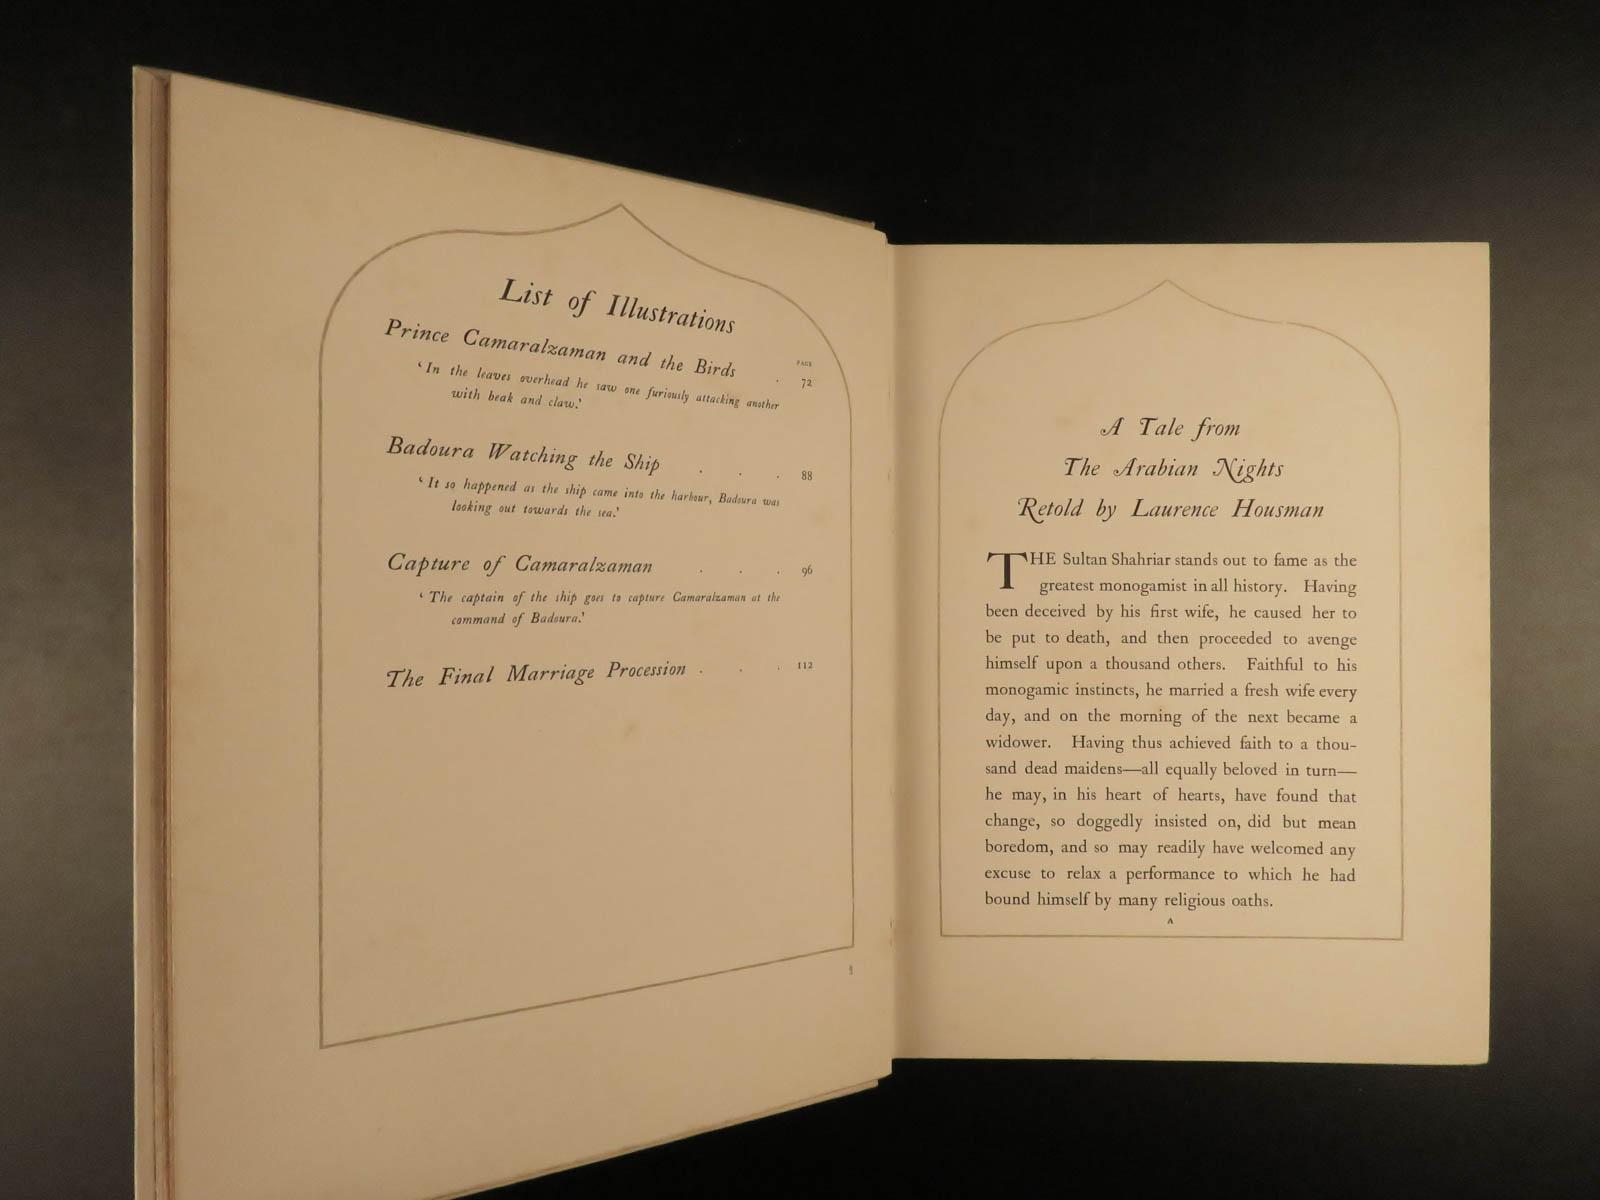 List of Illustrations
PAGE
Prince Camaralzaman and the Birds . 72
‘In the leaves overhead he saw one furiously attacking another
with beak and claw.’
Badoura Watching the Ship . . . 88
‘It so happened as the ship came into the harbour, Badoura was
looking out towards the sea.’
Capture of Camaralzaman . . . 96
‘The captain of the ship goes to capture Camaralzaman at the
command of Badoura.’
The Final Marriage Procession . . . 112
A Tale from
The Arabian Nights
Retold by Laurence Housman
THE Sultan Shahriar stands out to fame as the
greatest monogamist in all history. Having
been deceived by his first wife, he caused her to
be put to death, and then proceeded to avenge
himself upon a thousand others. Faithful to his
monogamic instincts, he married a fresh wife every
day, and on the morning of the next became a
widower. Having thus achieved faith to a thou-
sand dead maidens—all equally beloved in turn—
he may, in his heart of hearts, have found that
change, so doggedly insisted on, did but mean
boredom, and so may readily have welcomed any
excuse to relax a performance to which he had
bound himself by many religious oaths.
A